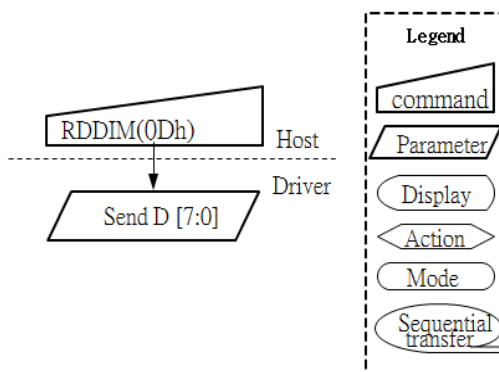 RDDIM(0Dh)
Host
Driver
Send D [7:0]
Legend
command
Parameter
Display
Action
Mode
Sequential
transfer